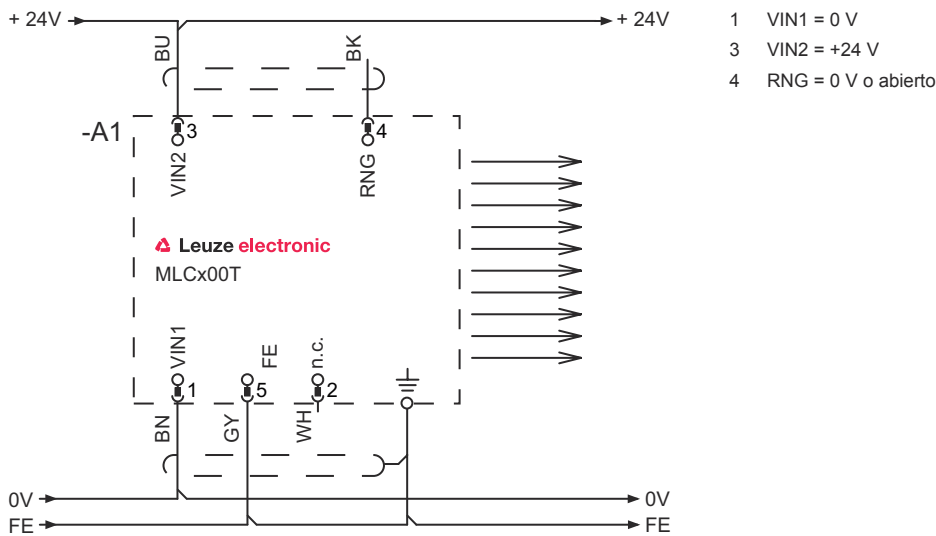 + 24V
+ 24V
1 VIN1 = 0 V
3 VIN2 = +24 V
4 RNG = 0 V o abierto
BU
BK
-A1
3
4
VIN2
RNG
Leuze electronic
MLCx00T
VIN1
FE
n.c.
1
5
2
BN
GY
WH
0V
0V
FE
FE